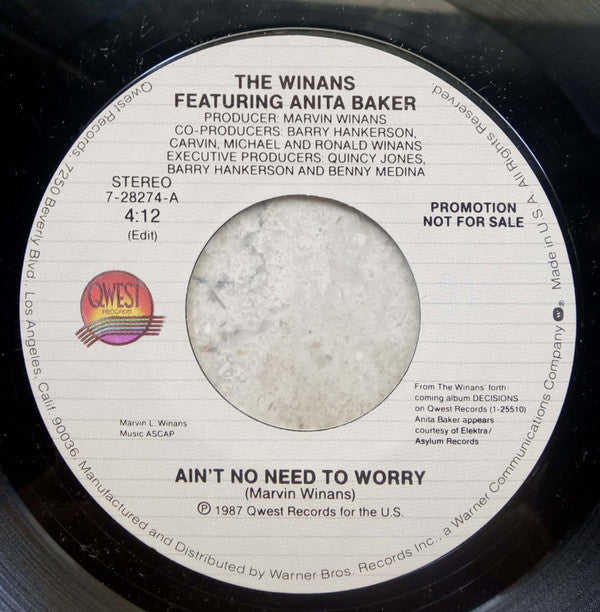 THE WINANS
FEATURING ANITA BAKER
PRODUCER: MARVIN WINANS
CO-PRODUCERS: BARRY HANKERSON,
CARVIN, MICHAEL AND RONALD WINANS
EXECUTIVE PRODUCERS: QUINCY JONES,
BARRY HANKERSON AND BENNY MEDINA
STEREO
7-28274-A
4:12
(Edit)
PROMOTION
NOT FOR SALE
QWEST
RECORDS
Marvin L. Winans
Music ASCAP
From The Winans' forth-
coming album DECISIONS
on Qwest Records (1-25510)
Anita Baker appears
courtesy of Elektra/
Asylum Records
AIN'T NO NEED TO WORRY
(Marvin Winans)
Ⓟ 1987 Qwest Records for the U.S.
Qwest Records, 7250 Beverly Blvd., Los Angeles, Calif. 90036, Manufactured and Distributed by Warner Bros. Records Inc., a Warner Communications Company Ⓦ® Made in U.S.A. All Rights Reserved.